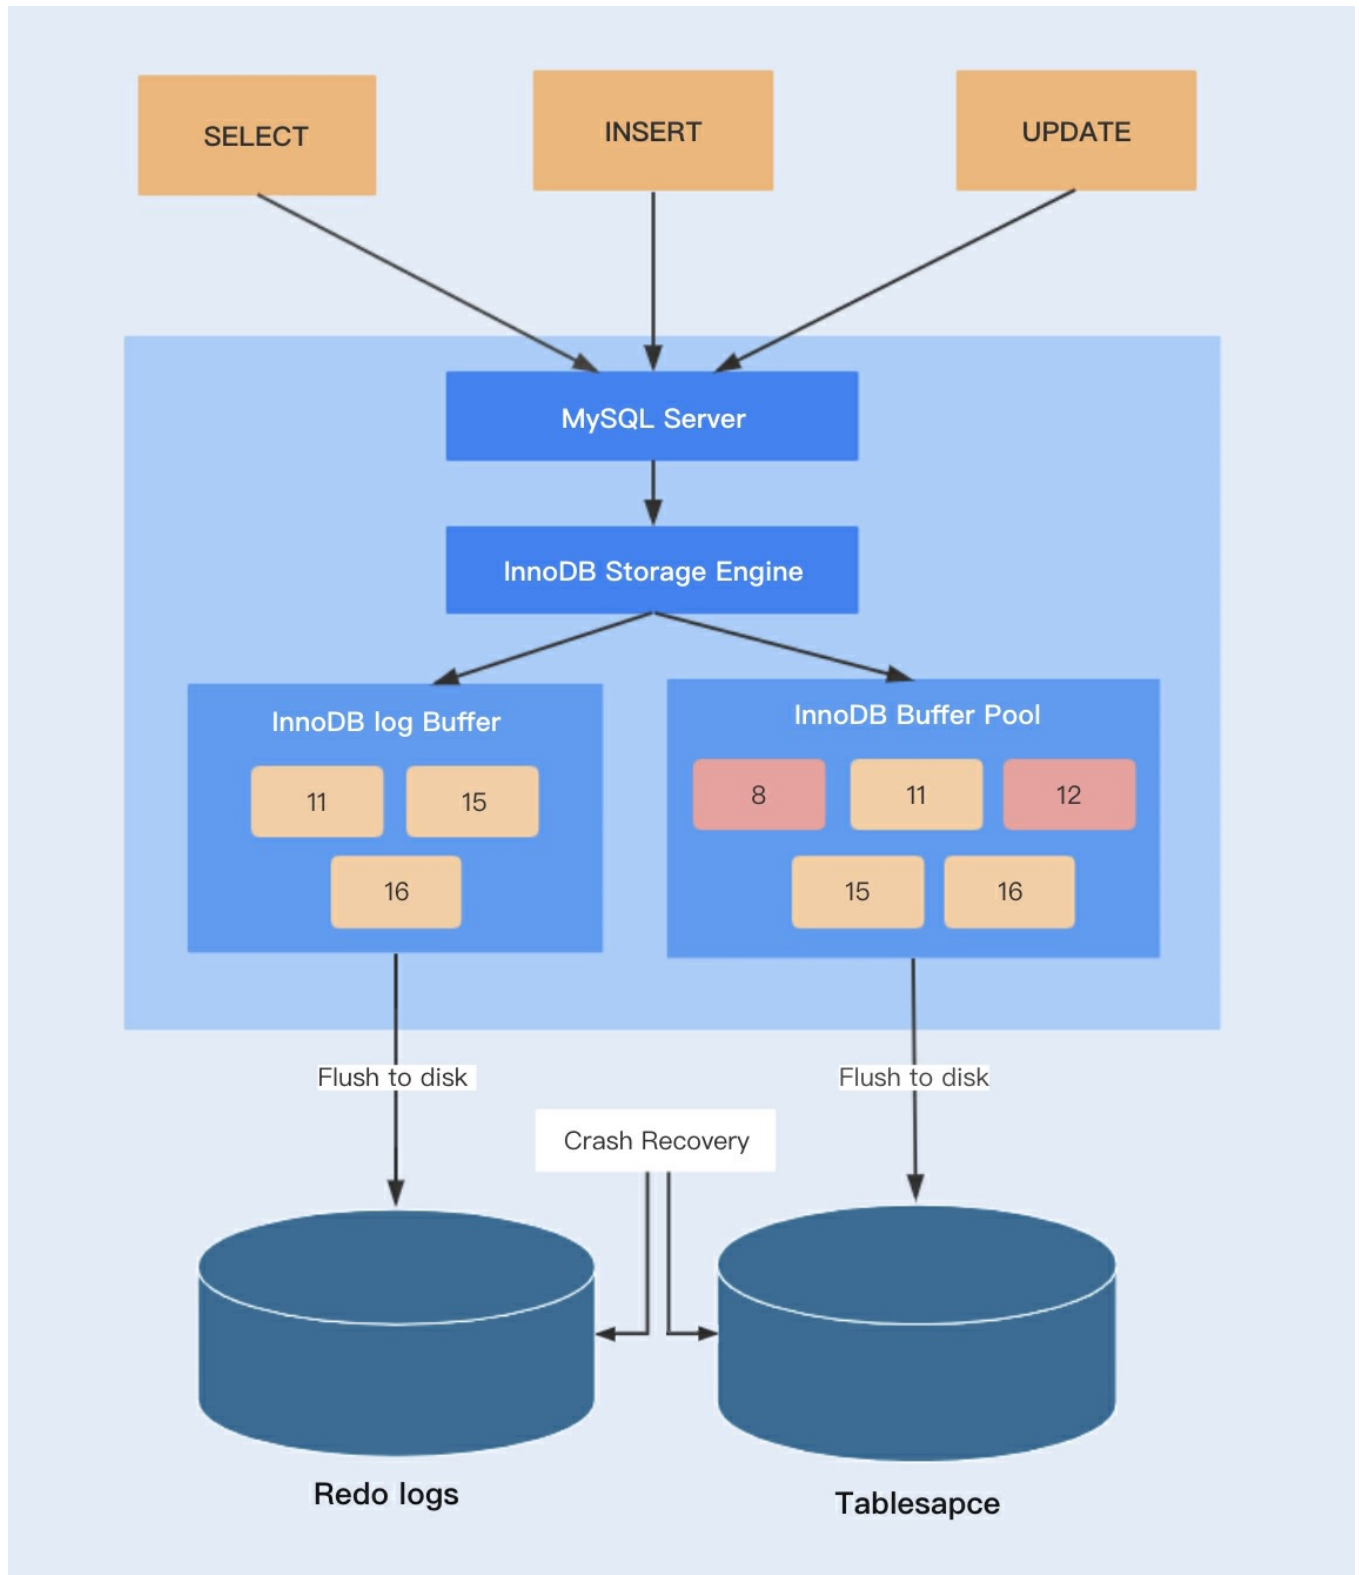 SELECT
INSERT
UPDATE
MySQL Server
InnoDB Storage Engine
InnoDB log Buffer
11
15
16
InnoDB Buffer Pool
8
11
12
15
16
Flush to disk
Flush to disk
Crash Recovery
Redo logs
Tablesapce